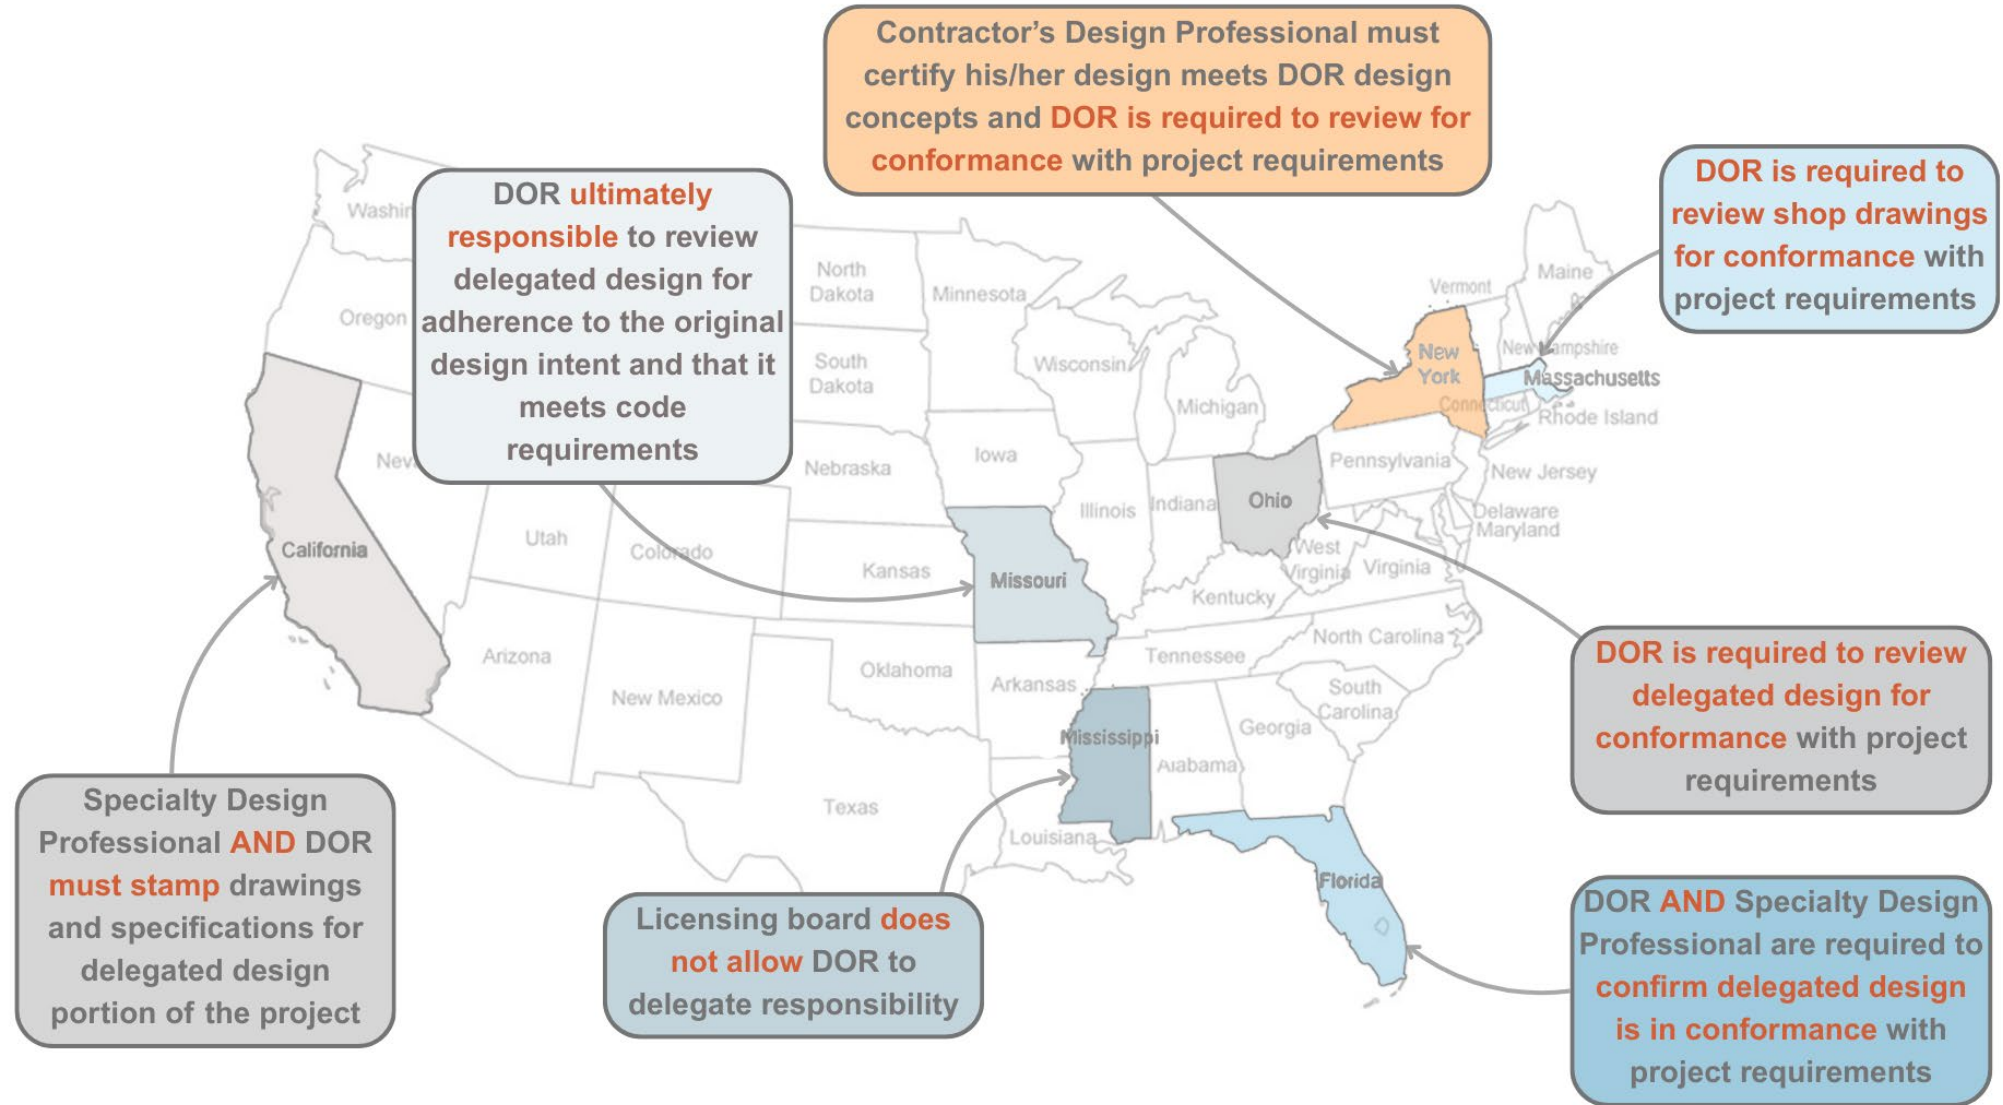 Contractor’s Design Professional must
certify his/her design meets DOR design
concepts and DOR is required to review for
conformance with project requirements
DOR is required to
review shop drawings
for conformance with
project requirements
DOR ultimately
responsible to review
delegated design for
adherence to the original
design intent and that it
meets code
requirements
Oregon
North
Dakota
Minnesota
South
Dakota
Wisconsin
Michigan
Vermont
Maine
New Hampshire
New
York
Massachusetts
Connecticut
Rhode Island
Nebraska
Iowa
Pennsylvania
New Jersey
Illinois
Indiana
Ohio
Delaware
Maryland
California
Utah
Colorado
Kansas
Missouri
West
Virginia
Virginia
Kentucky
Arizona
New Mexico
Oklahoma
Arkansas
Tennessee
North Carolina
South
Carolina
Mississippi
Alabama
Georgia
Texas
Louisiana
Florida
DOR is required to review
delegated design for
conformance with project
requirements
Specialty Design
Professional AND DOR
must stamp drawings
and specifications for
delegated design
portion of the project
Licensing board does
not allow DOR to
delegate responsibility
DOR AND Specialty Design
Professional are required to
confirm delegated design
is in conformance with
project requirements